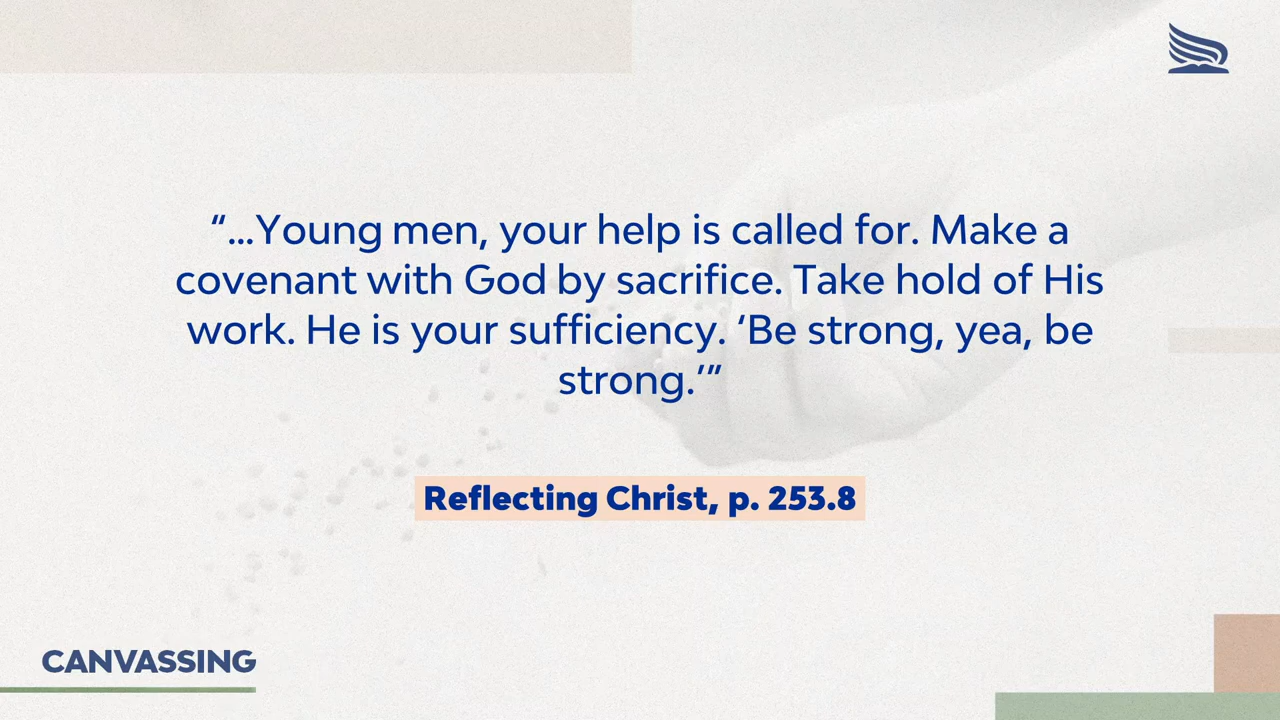 “…Young men, your help is called for. Make a
covenant with God by sacrifice. Take hold of His
work. He is your sufficiency. ‘Be strong, yea, be
strong.’”
Reflecting Christ, p. 253.8
CANVASSING